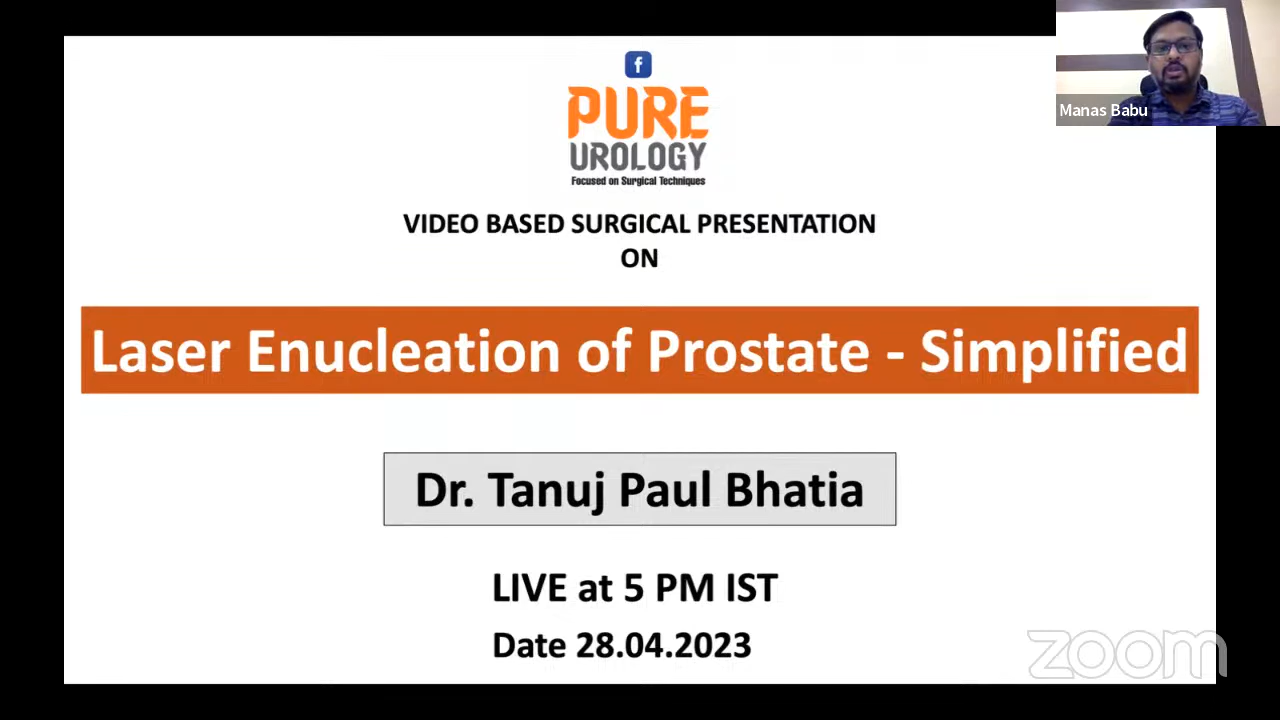 f
PURE
UROLOGY
Focused on Surgical Techniques
Manas Babu
VIDEO BASED SURGICAL PRESENTATION
ON
Laser Enucleation of Prostate - Simplified
Dr. Tanuj Paul Bhatia
LIVE at 5 PM IST
Date 28.04.2023
zoom